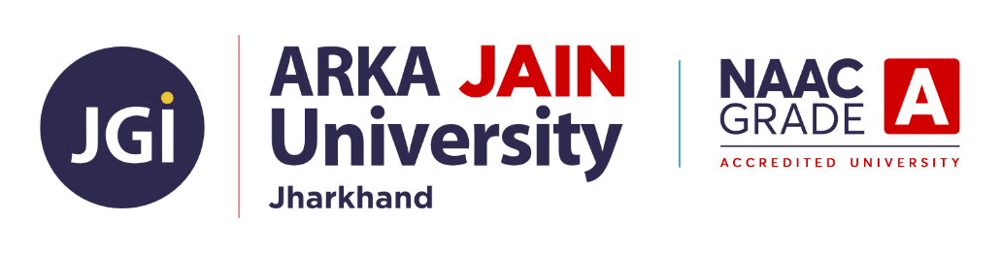 JGi
ARKA JAIN
University
Jharkhand
NAAC
GRADE
A
ACCREDITED UNIVERSITY